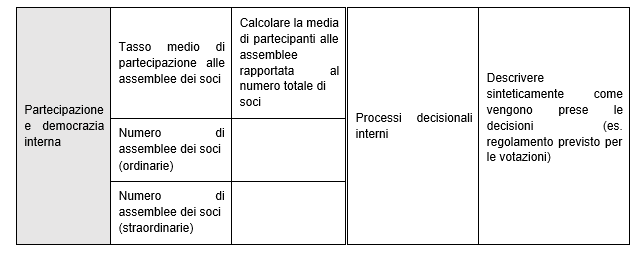 Partecipazione
e democrazia
interna
Tasso medio di
partecipazione alle
assemblee dei soci
Calcolare la media
di partecipanti alle
assemblee
rapportata al
numero totale di
soci
Numero di
assemblee dei soci
(ordinarie)
Numero di
assemblee dei soci
(straordinarie)
Processi decisionali
interni
Descrivere
sinteticamente come
vengono prese le
decisioni (es.
regolamento previsto per
le votazioni)